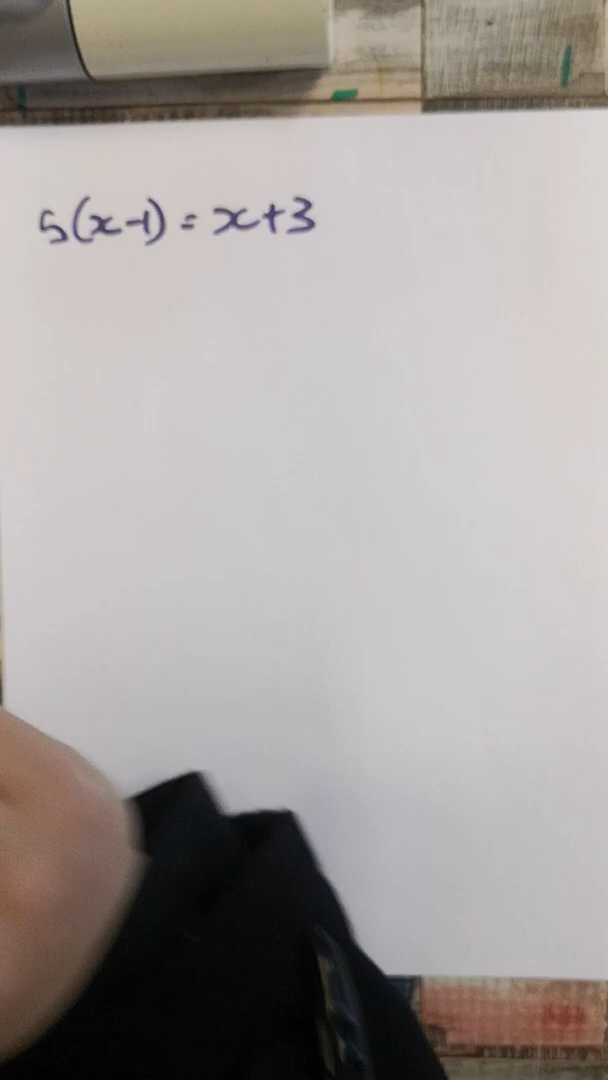 5(x-1) = x+3